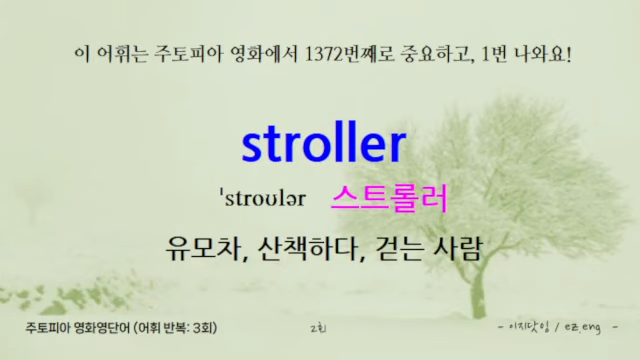 이 어휘는 주토피아 영화에서 1372번째로 중요하고, 1번 나와요!
stroller
ˈstroʊlər 스트롤러
유모차, 산책하다, 걷는 사람
주토피아 영화영단어 (어휘 반복: 3회) 2회 - 이지닷잉 / ez.eng -